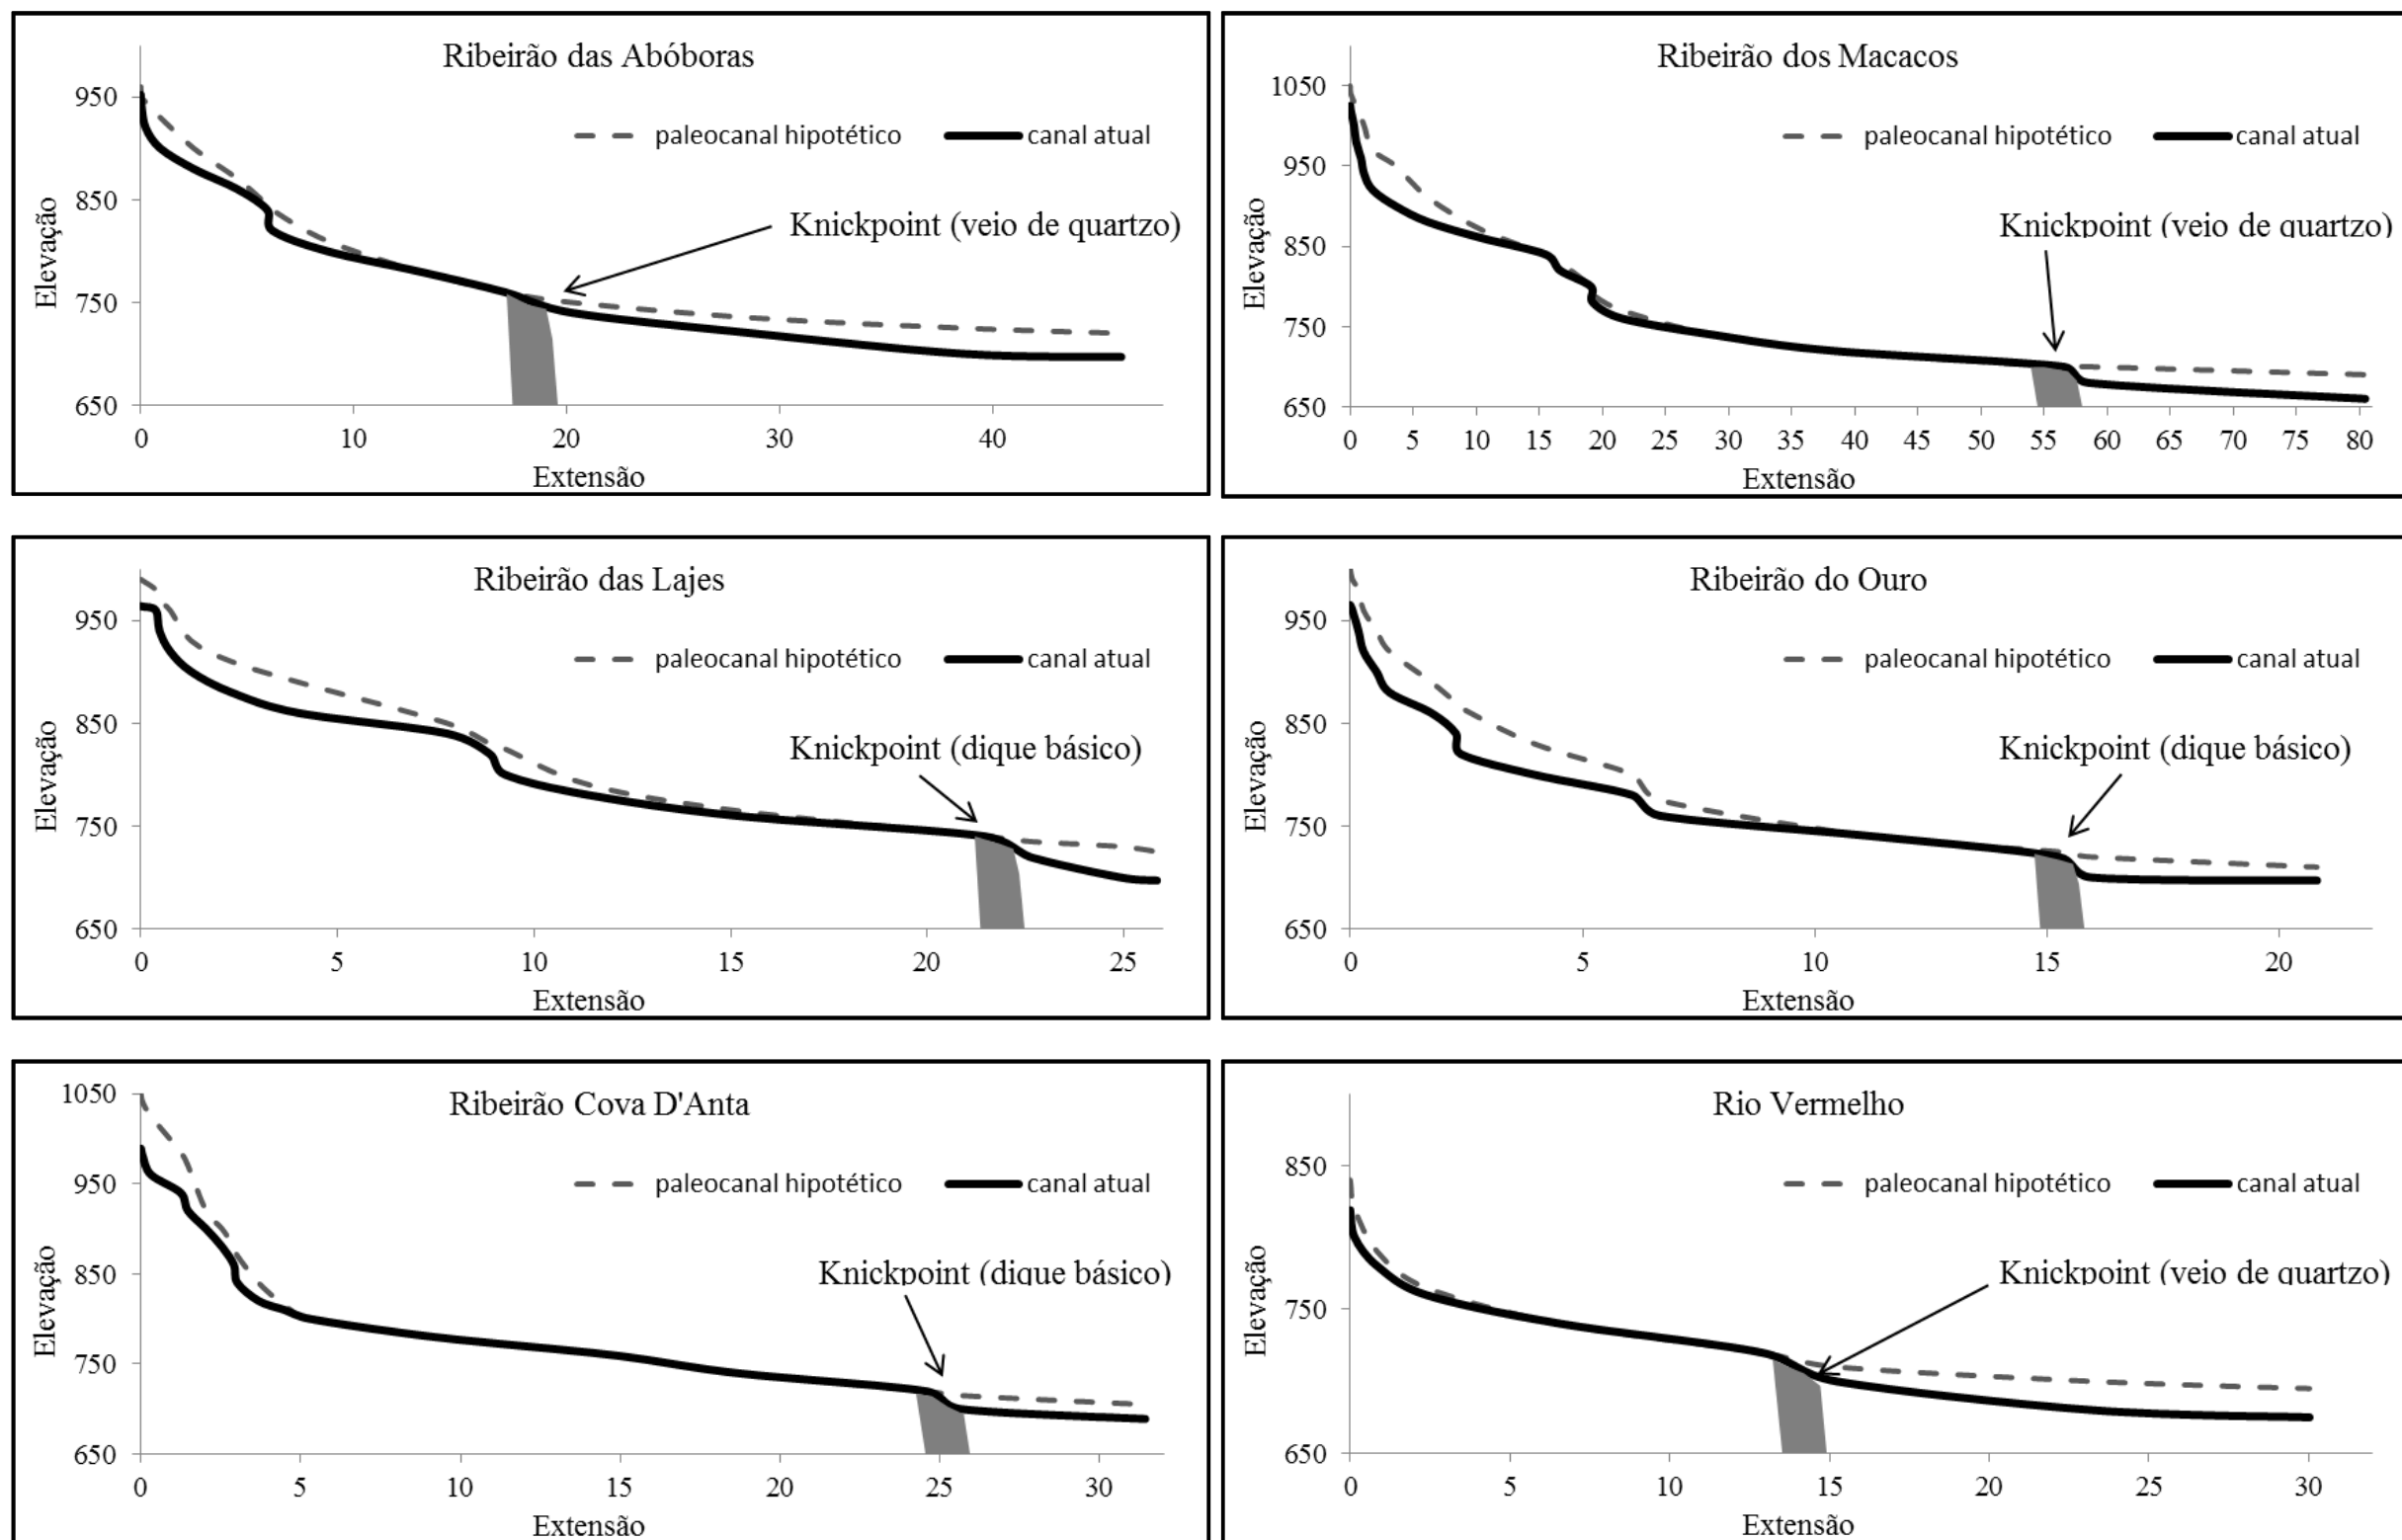 Ribeirão das Abóboras
paleocanal hipotético canal atual
Knickpoint (veio de quartzo)
Elevação
950
850
750
650
0 10 20 30 40
Extensão
Ribeirão dos Macacos
paleocanal hipotético canal atual
Knickpoint (veio de quartzo)
Elevação
1050
950
850
750
650
0 5 10 15 20 25 30 35 40 45 50 55 60 65 70 75 80
Extensão
Ribeirão das Lajes
paleocanal hipotético canal atual
Knickpoint (dique básico)
Elevação
950
850
750
650
0 5 10 15 20 25
Extensão
Ribeirão do Ouro
paleocanal hipotético canal atual
Knickpoint (dique básico)
Elevação
950
850
750
650
0 5 10 15 20
Extensão
Ribeirão Cova D'Anta
paleocanal hipotético canal atual
Knickpoint (dique básico)
Elevação
1050
950
850
750
650
0 5 10 15 20 25 30
Extensão
Rio Vermelho
paleocanal hipotético canal atual
Knickpoint (veio de quartzo)
Elevação
850
750
650
0 5 10 15 20 25 30
Extensão